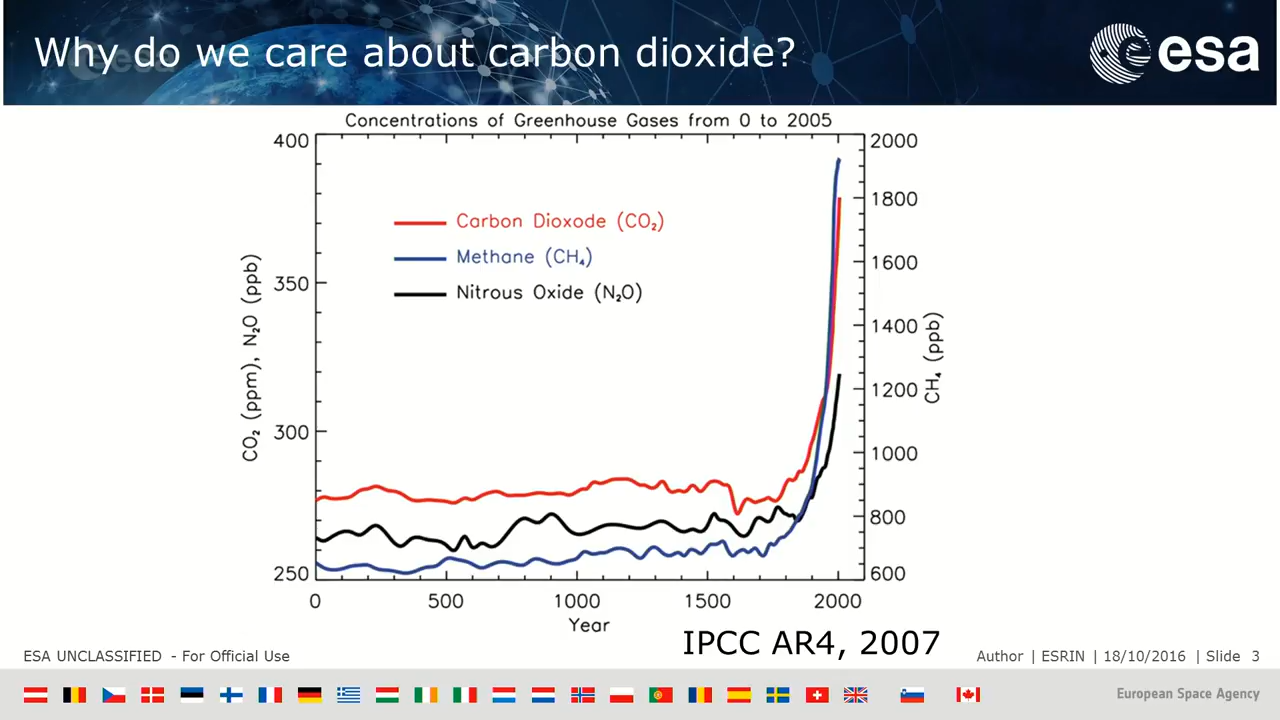 Why do we care about carbon dioxide?
esa
Concentrations of Greenhouse Gases from 0 to 2005
400
350
300
250
CO₂ (ppm), N₂O (ppb)
Carbon Dioxode (CO₂)
Methane (CH₄)
Nitrous Oxide (N₂O)
2000
1800
1600
1400
1200
1000
800
600
CH₄ (ppb)
0 500 1000 1500 2000
Year
IPCC AR4, 2007
ESA UNCLASSIFIED - For Official Use
Author | ESRIN | 18/10/2016 | Slide 3
European Space Agency